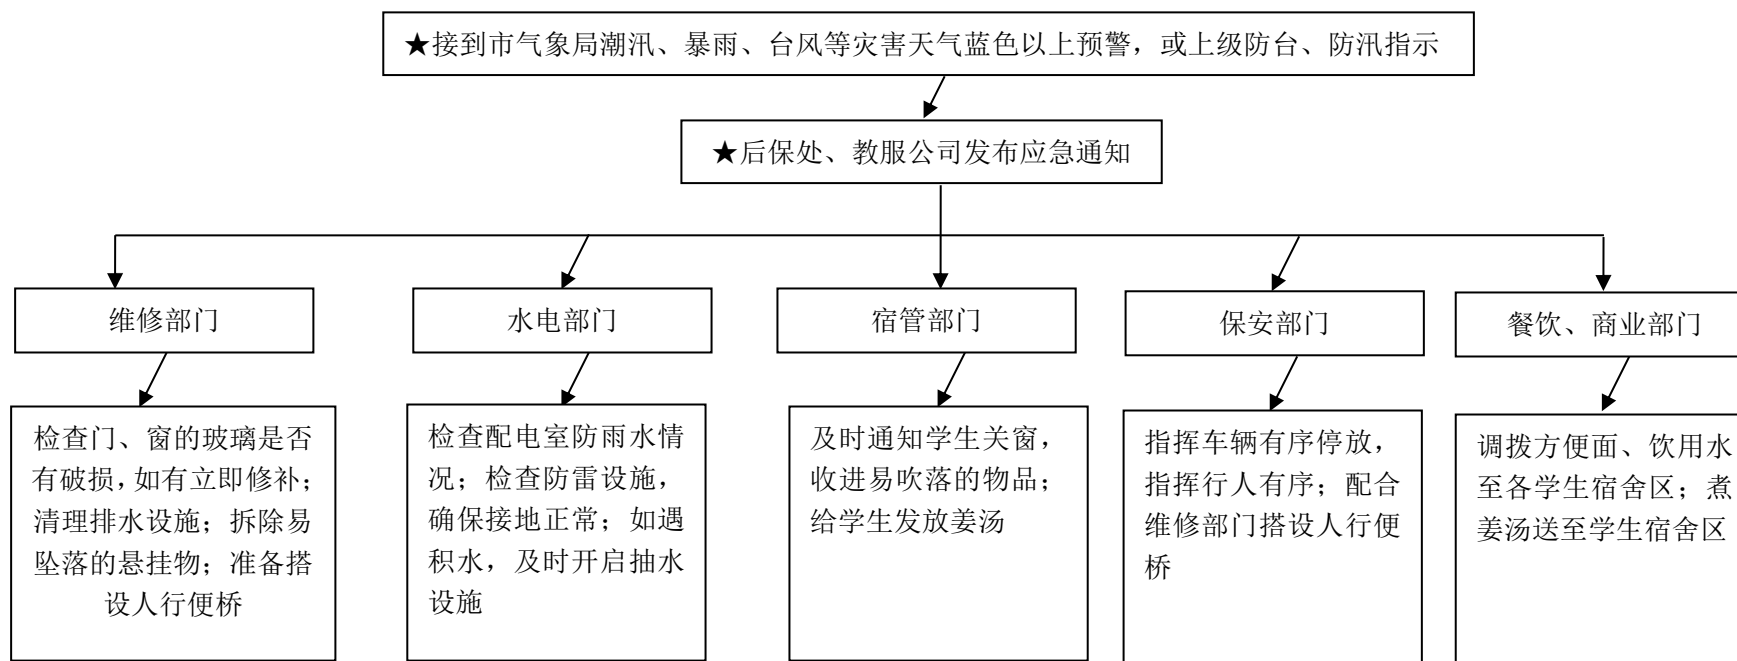 ★接到市气象局潮汛、暴雨、台风等灾害天气蓝色以上预警，或上级防台、防汛指示
★后保处、教服公司发布应急通知
维修部门
水电部门
宿管部门
保安部门
餐饮、商业部门
检查门、窗的玻璃是否
有破损，如有立即修补；
清理排水设施；拆除易
坠落的悬挂物；准备搭
设人行便桥
检查配电室防雨水情
况；检查防雷设施，
确保接地正常；如遇
积水，及时开启抽水
设施
及时通知学生关窗，
收进易吹落的物品；
给学生发放姜汤
指挥车辆有序停放，
指挥行人有序；配合
维修部门搭设人行便
桥
调拨方便面、饮用水
至各学生宿舍区；煮
姜汤送至学生宿舍区